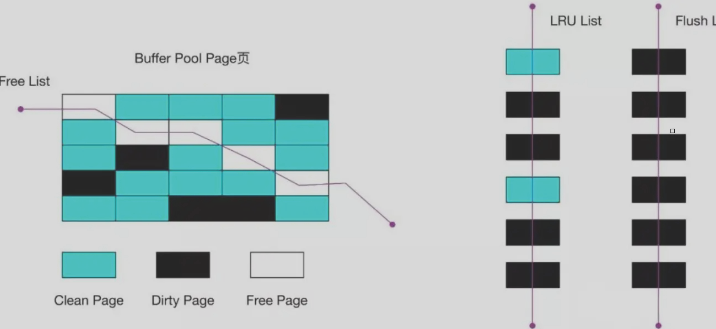 LRU List
Flush L
Buffer Pool Page页
Free List
Clean Page
Dirty Page
Free Page